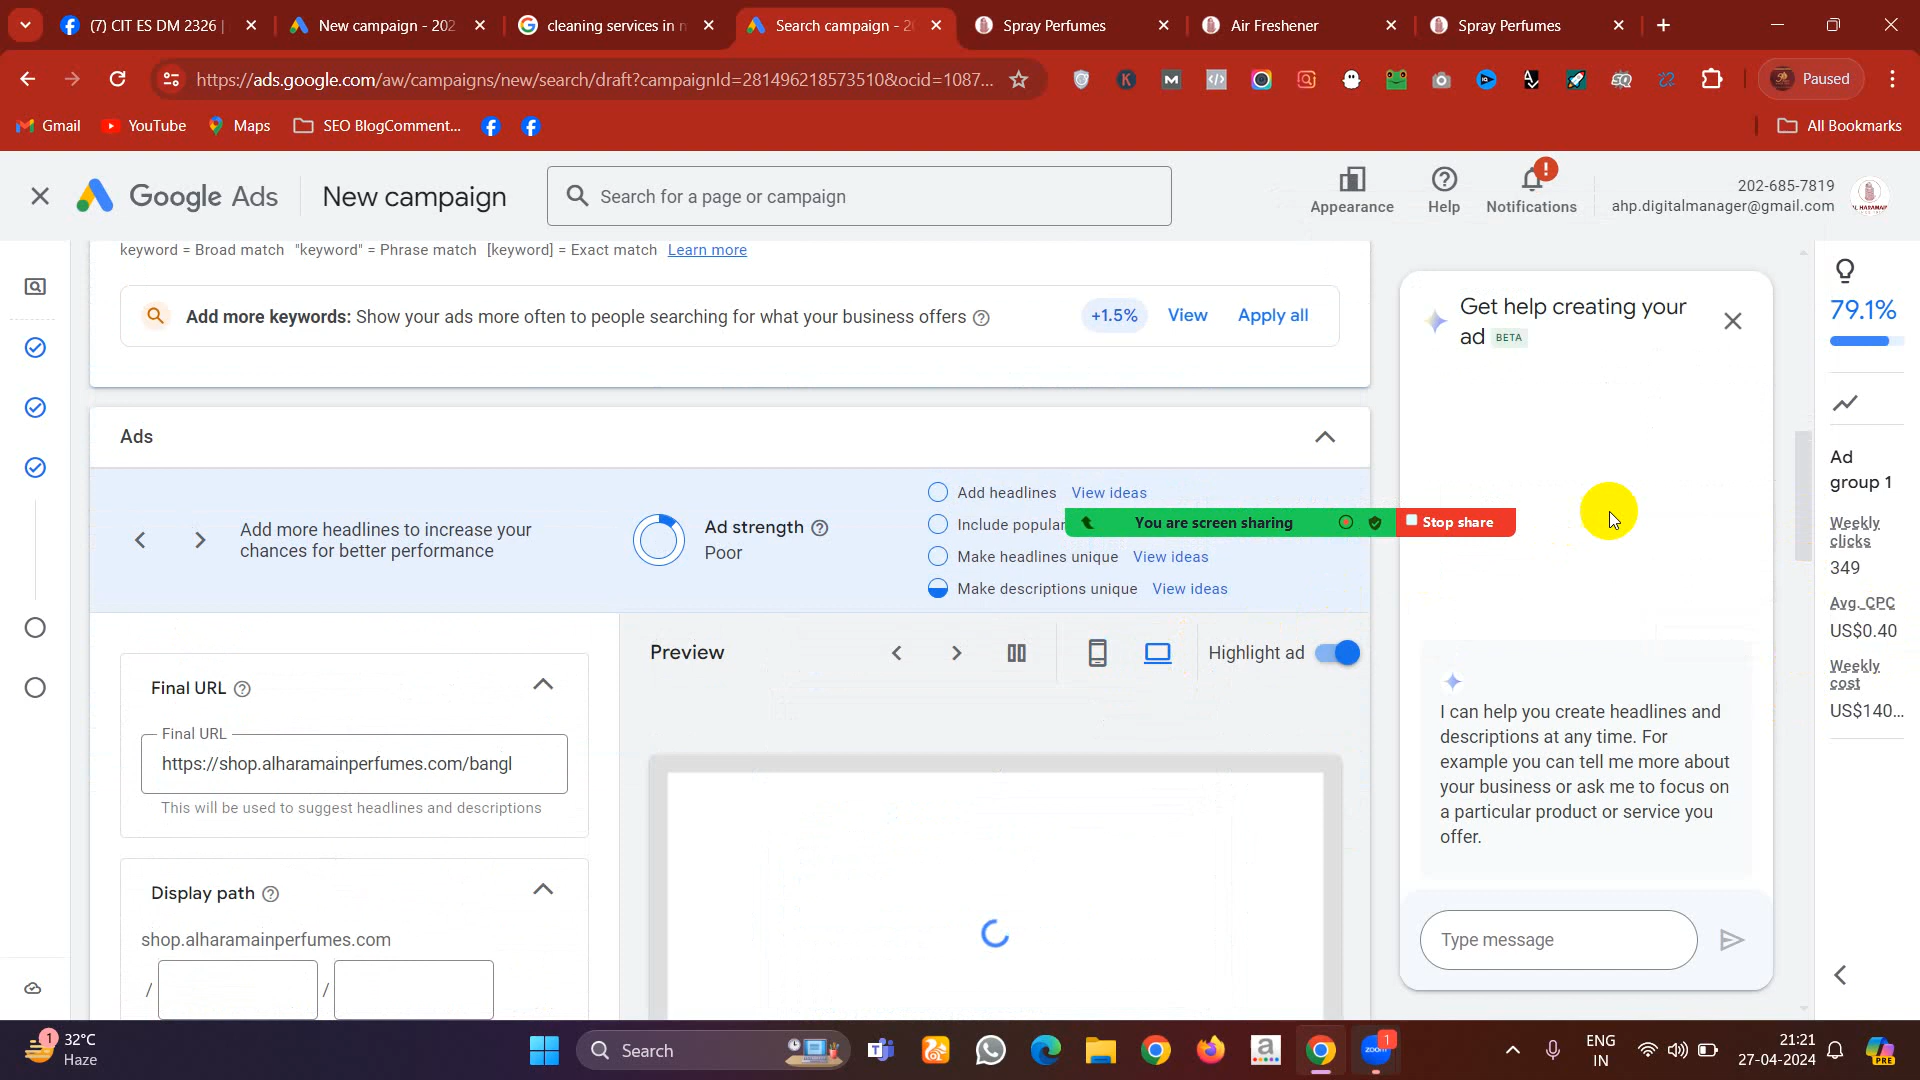 (7) CIT ES DM 2326 |
New campaign - 202
cleaning services in n
Search campaign - 20
Spray Perfumes
Air Freshener
Spray Perfumes
https://ads.google.com/aw/campaigns/new/search/draft?campaignId=281496218573510&ocid=1087...
Paused
Gmail
YouTube
Maps
SEO BlogComment...
All Bookmarks
Google Ads
New campaign
Search for a page or campaign
Appearance
Help
Notifications
202-685-7819
ahp.digitalmanager@gmail.com
keyword = Broad match "keyword" = Phrase match [keyword] = Exact match Learn more
Add more keywords: Show your ads more often to people searching for what your business offers
+1.5%
View
Apply all
Ads
Add more headlines to increase your
chances for better performance
Ad strength
Poor
Add headlines View ideas
Include popular
Make headlines unique View ideas
Make descriptions unique View ideas
You are screen sharing
Stop share
Final URL
Final URL
https://shop.alharamainperfumes.com/bangl
This will be used to suggest headlines and descriptions
Display path
shop.alharamainperfumes.com
/
/
Preview
Highlight ad
Get help creating your
ad BETA
I can help you create headlines and
descriptions at any time. For
example you can tell me more about
your business or ask me to focus on
a particular product or service you
offer.
Type message
79.1%
Ad
group 1
Weekly
clicks
349
Avg. CPC
US$0.40
Weekly
cost
US$140...
1
32°C
Haze
Search
zoom
1
ENG
IN
21:21
27-04-2024
PRE